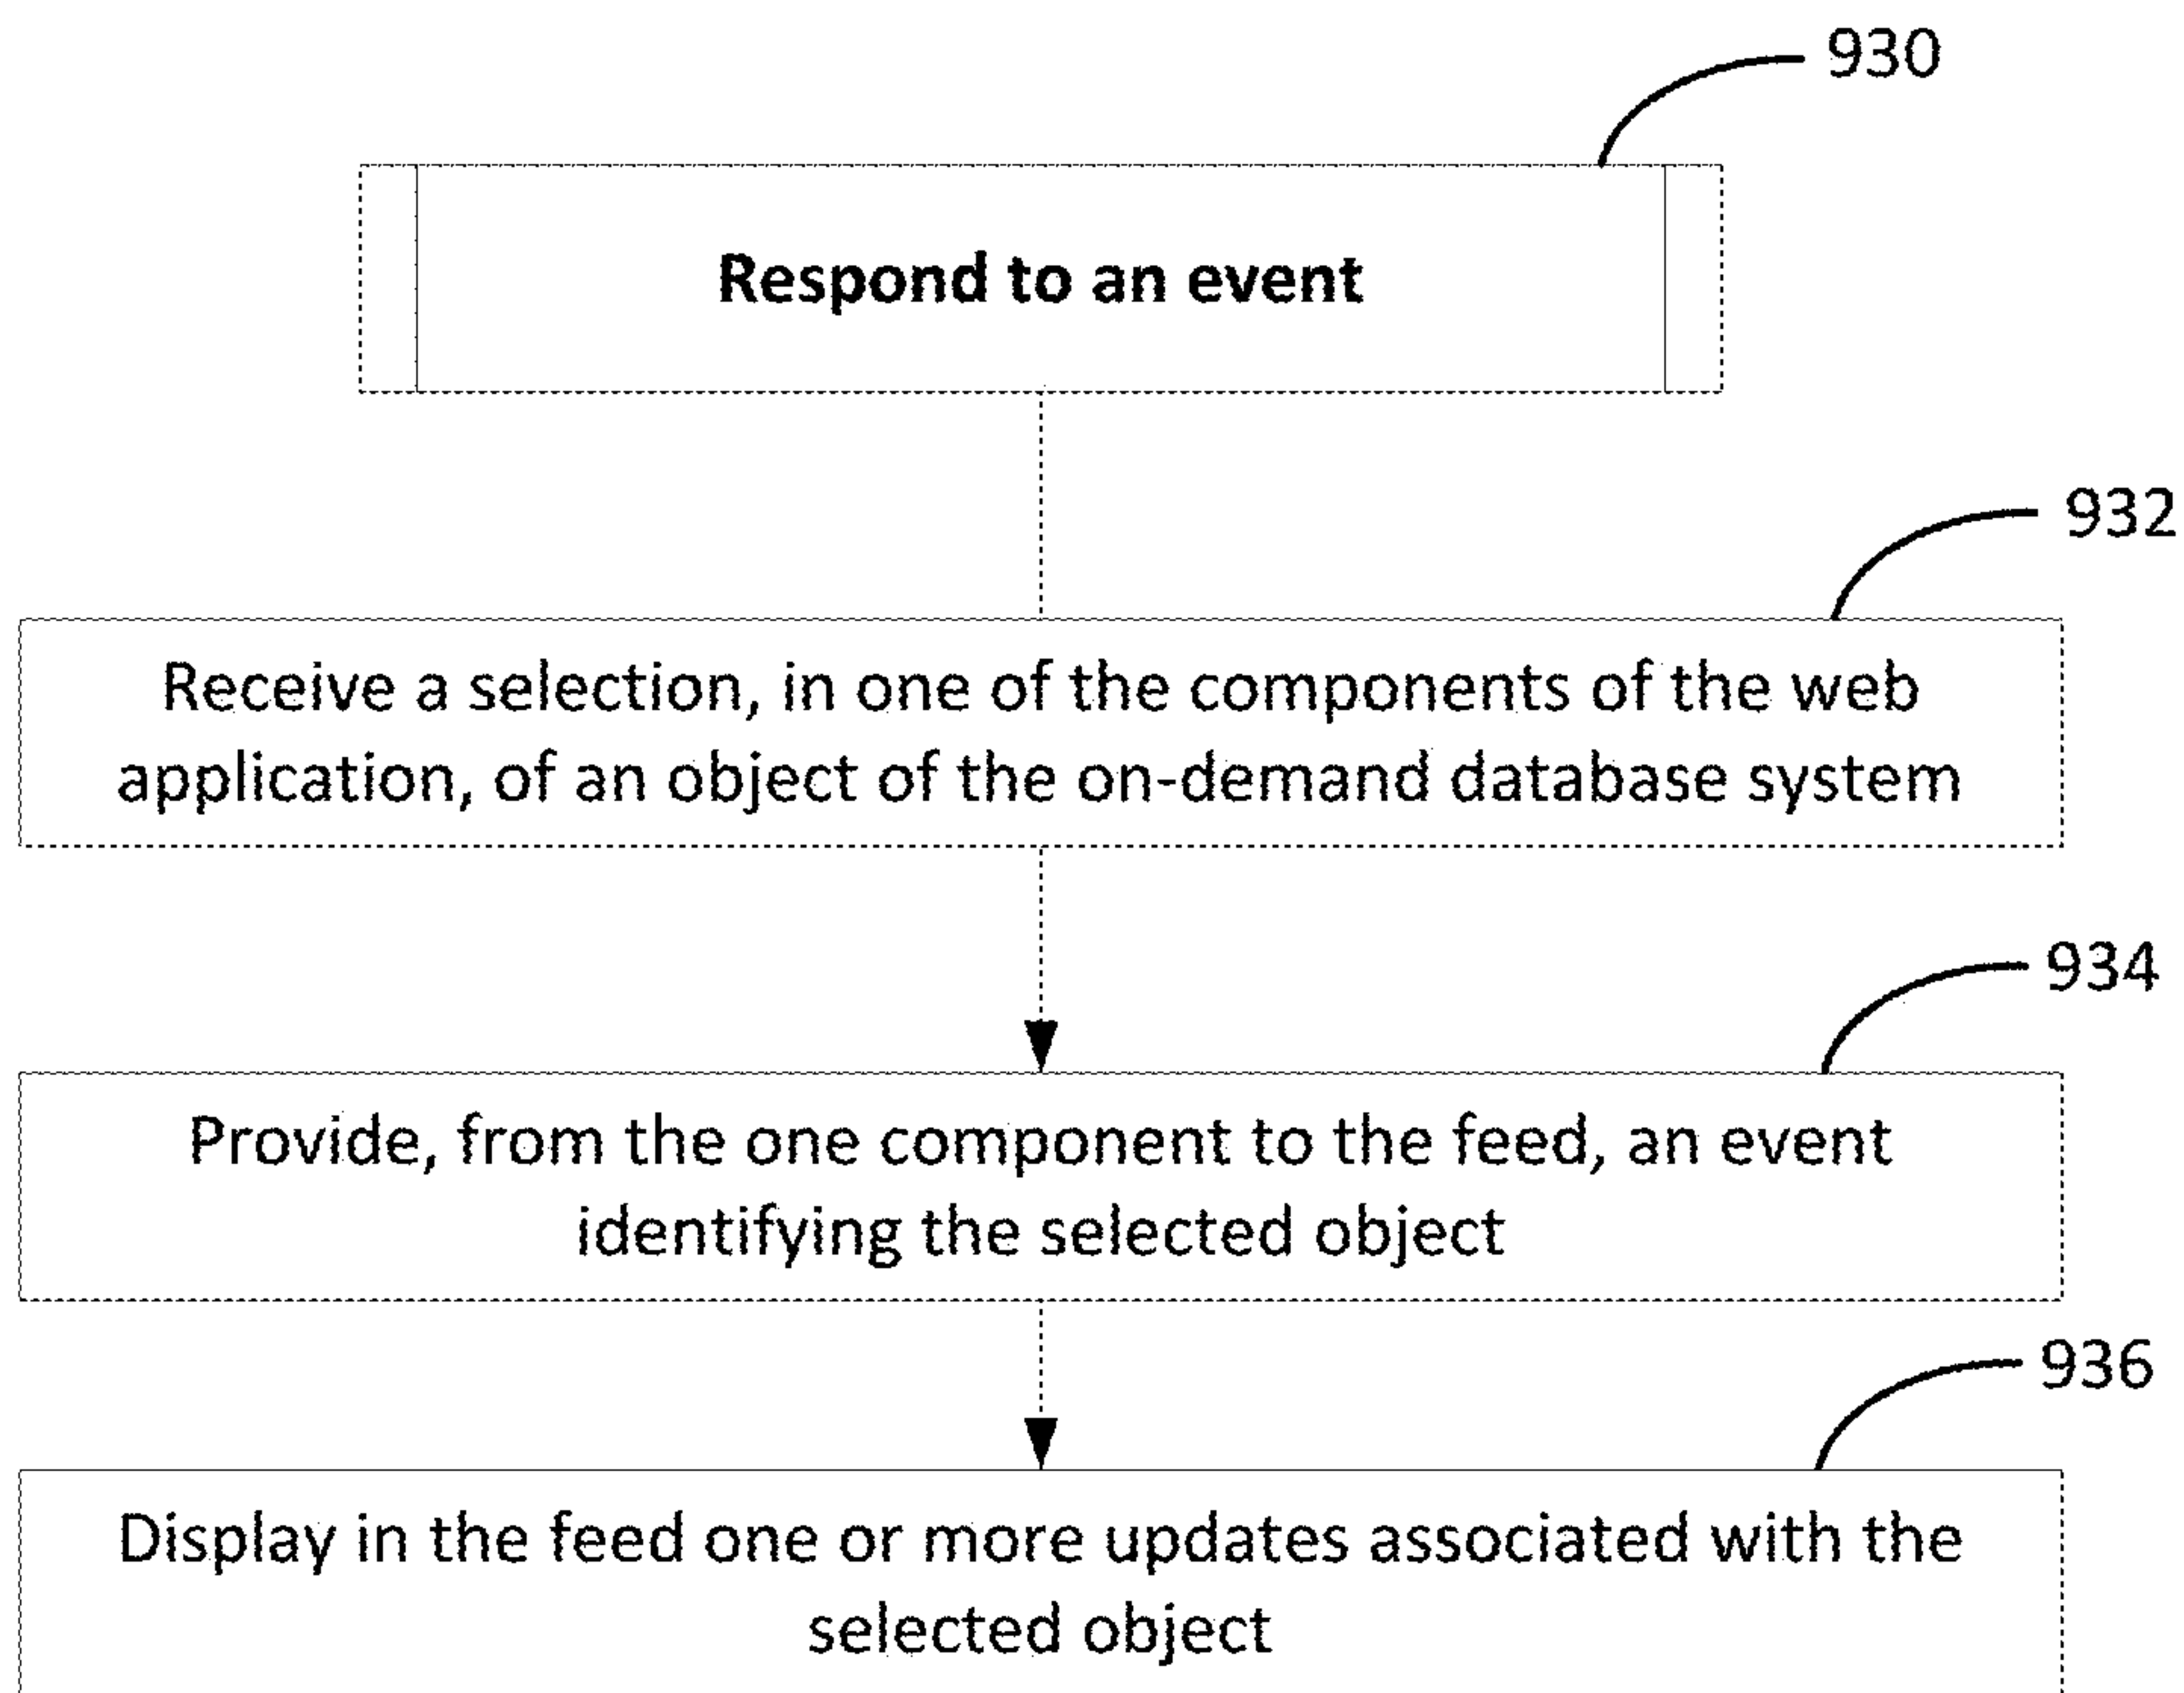 930
Respond to an event
932
Receive a selection, in one of the components of the web
application, of an object of the on-demand database system
934
Provide, from the one component to the feed, an event
identifying the selected object
936
Display in the feed one or more updates associated with the
selected object